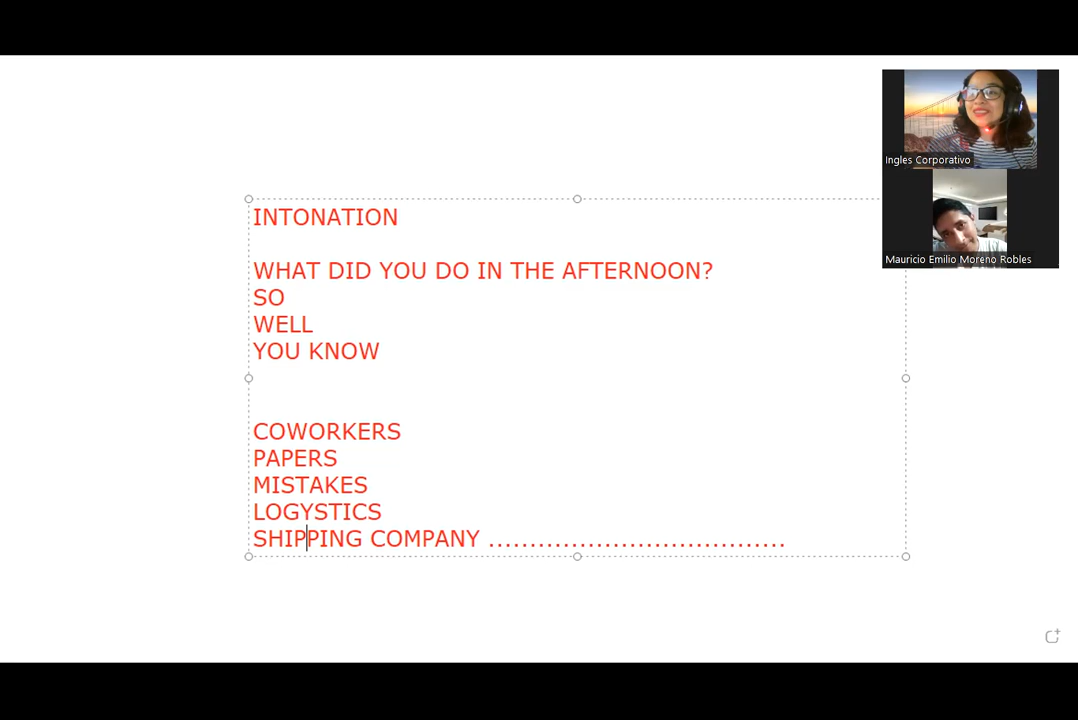 INTONATION
WHAT DID YOU DO IN THE AFTERNOON?
SO
WELL
YOU KNOW
COWORKERS
PAPERS
MISTAKES
LOGYSTICS
SHIPPING COMPANY ...................................
Ingles Corporativo
Mauricio Emilio Moreno Robles